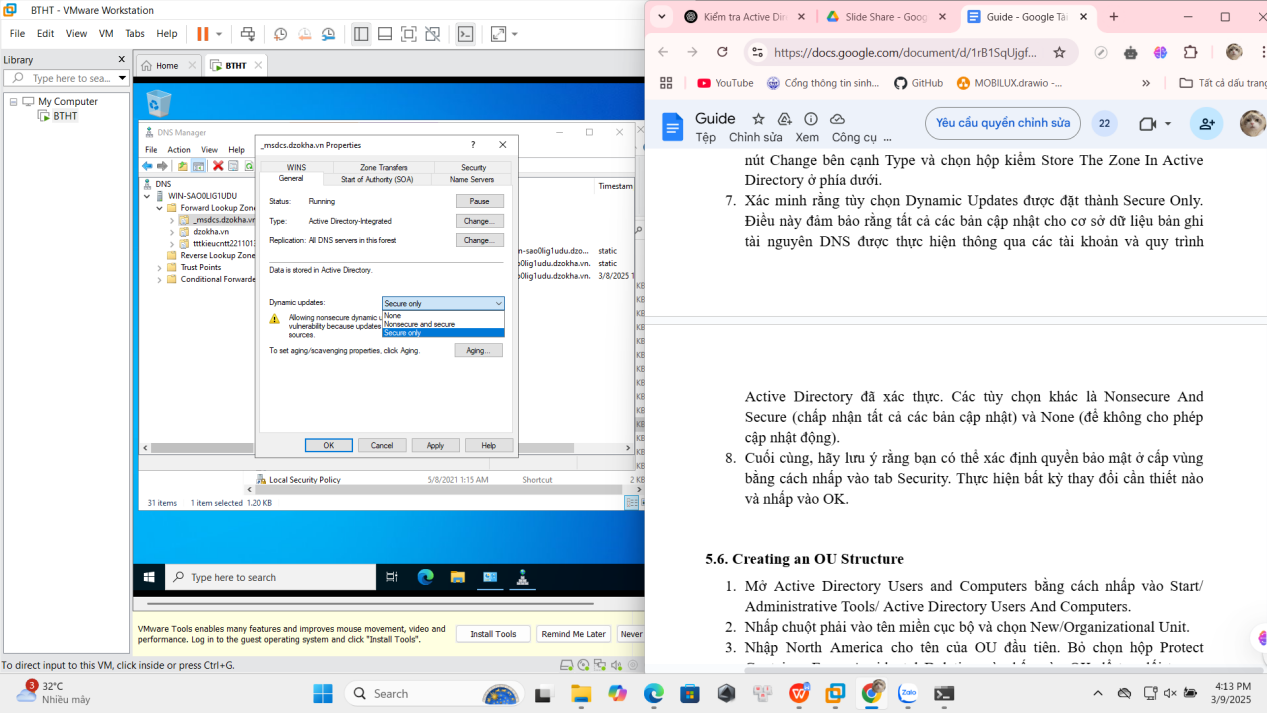 BTHT - VMware Workstation
File Edit View VM Tabs Help
Library
Type here to sea...
My Computer
BTHT
Home
BTHT
DNS Manager
File Action View Help
DNS
WIN-SAO0LIG1UDU
Forward Lookup Zone
_msdcs.dzokha.vn
dzokha.vn
tttkieucntt221101
Reverse Lookup Zone
Trust Points
Conditional Forwarde
Timestam
n-sao0lig1udu.dzo... static
o0lig1udu.dzokha.vn. static
o0lig1udu.dzokha.vn. 3/8/2025 1
_msdcs.dzokha.vn Properties
WINS Zone Transfers Security
General Start of Authority (SOA) Name Servers
Status: Running Pause
Type: Active Directory-Integrated Change...
Replication: All DNS servers in this forest Change...
Data is stored in Active Directory.
Dynamic updates: Secure only
None
Nonsecure and secure
Secure only
Allowing nonsecure dynamic u
vulnerability because updates
sources.
To set aging/scavenging properties, click Aging. Aging...
OK Cancel Apply Help
Local Security Policy 5/8/2021 1:15 AM Shortcut 2 KB
31 items 1 item selected 1.20 KB
Type here to search
VMware Tools enables many features and improves mouse movement, video and
performance. Log in to the guest operating system and click "Install Tools".
Install Tools Remind Me Later Never
To direct input to this VM, click inside or press Ctrl+G.
Kiểm tra Active Di
Slide Share - Goog
Guide - Google Tài
https://docs.google.com/document/d/1rB1SqUjgf...
YouTube Cổng thông tin sinh... GitHub MOBILUX.drawio -... Tất cả dấu trang
Guide
Tệp Chỉnh sửa Xem Công cụ ...
Yêu cầu quyền chỉnh sửa
22
nút Change bên cạnh Type và chọn hộp kiểm Store The Zone In Active
Directory ở phía dưới.
7. Xác minh rằng tùy chọn Dynamic Updates được đặt thành Secure Only.
Điều này đảm bảo rằng tất cả các bản cập nhật cho cơ sở dữ liệu bản ghi
tài nguyên DNS được thực hiện thông qua các tài khoản và quy trình
Active Directory đã xác thực. Các tùy chọn khác là Nonsecure And
Secure (chấp nhận tất cả các bản cập nhật) và None (để không cho phép
cập nhật động).
8. Cuối cùng, hãy lưu ý rằng bạn có thể xác định quyền bảo mật ở cấp vùng
bằng cách nhấp vào tab Security. Thực hiện bất kỳ thay đổi cần thiết nào
và nhấp vào OK.
5.6. Creating an OU Structure
1. Mở Active Directory Users and Computers bằng cách nhấp vào Start/
Administrative Tools/ Active Directory Users And Computers.
2. Nhấp chuột phải vào tên miền cục bộ và chọn New/Organizational Unit.
3. Nhập North America cho tên của OU đầu tiên. Bỏ chọn hộp Protect
3
32°C
Nhiều mây
Search
Zalo
4:13 PM
3/9/2025